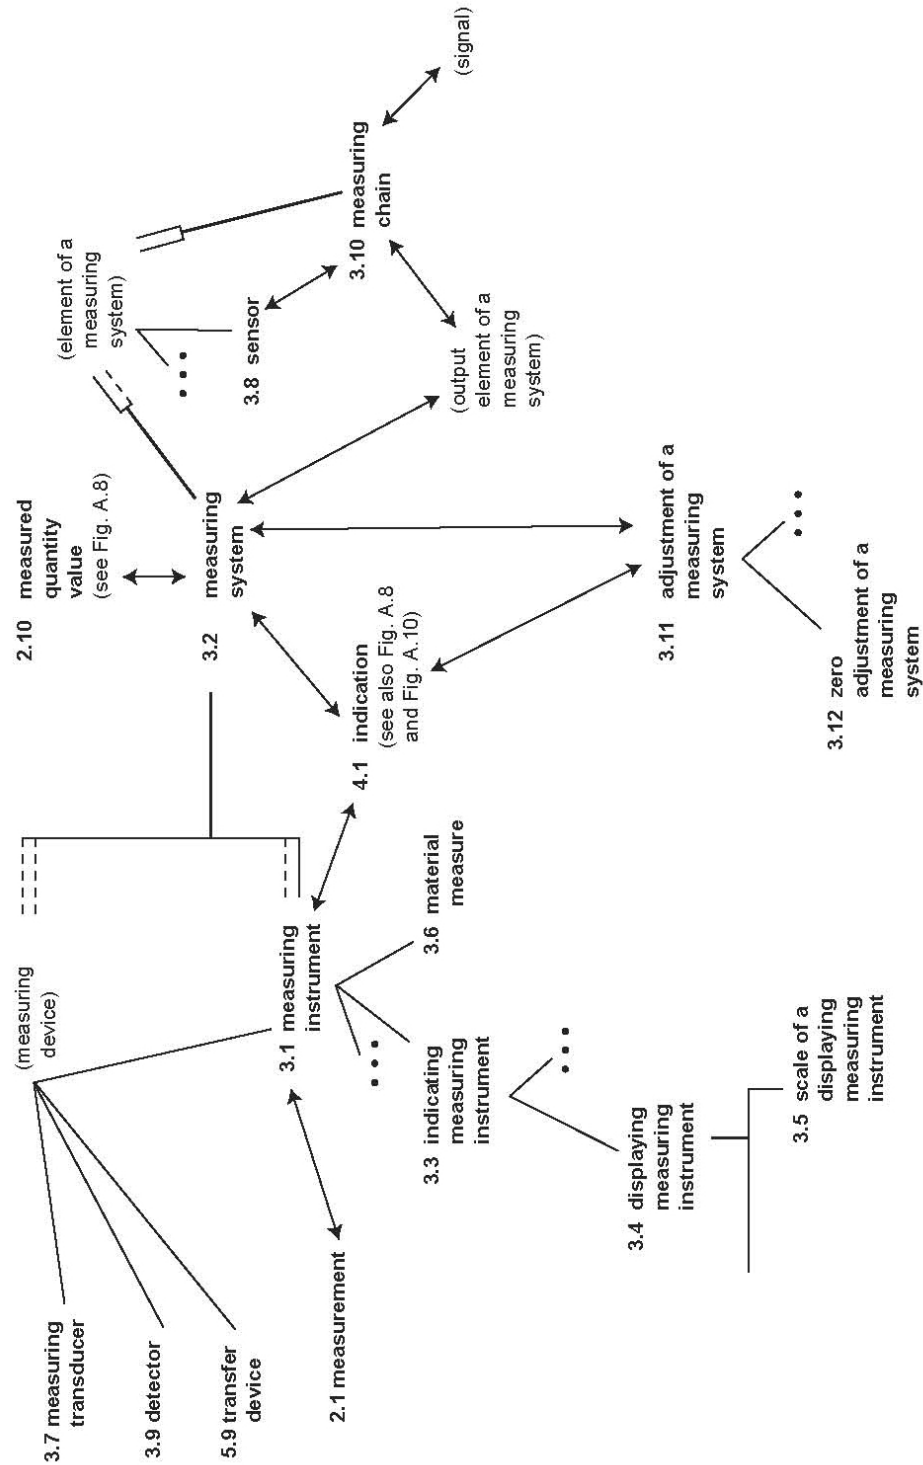 2.10 measured
quantity
value
(see Fig. A.8)
(element of a
measuring
system)
(measuring
device)
3.7 measuring
transducer
3.9 detector
5.9 transfer
device
3.2 measuring
system
3.8 sensor
• • •
3.10 measuring
chain
(signal)
3.1 measuring
instrument
2.1 measurement
4.1 indication
(see also Fig. A.8
and Fig. A.10)
(output
element of a
measuring
system)
• • •
3.3 indicating
measuring
instrument
3.6 material
measure
• • •
3.4 displaying
measuring
instrument
3.5 scale of a
displaying
measuring
instrument
3.11 adjustment of a
measuring
system
• • •
3.12 zero
adjustment of a
measuring
system